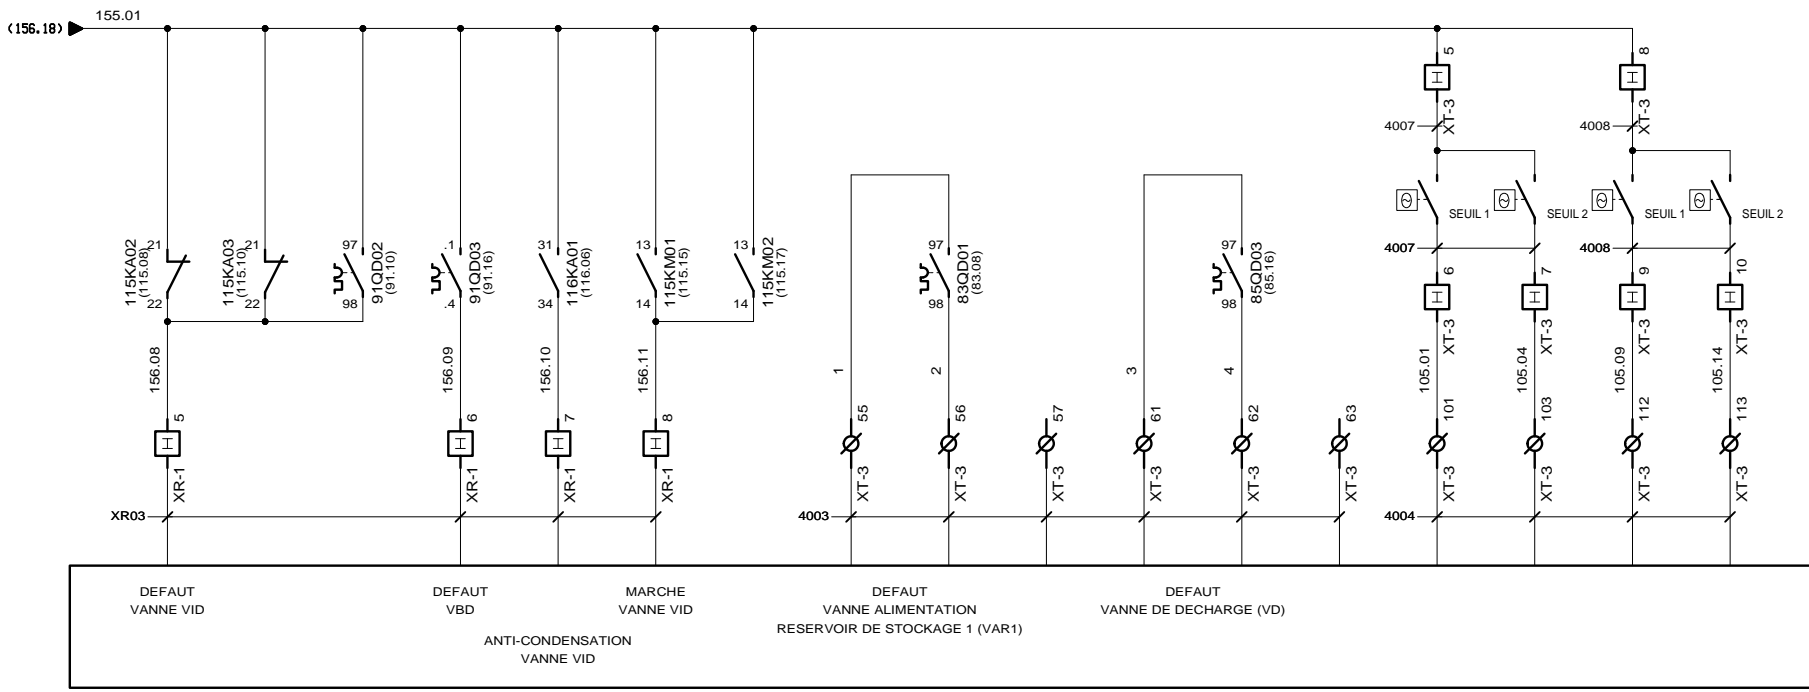 155.01
(156.18)
5
XT-3
8
XT-3
4007
4008
SEUIL 1
SEUIL 2
SEUIL 1
SEUIL 2
4007
4008
115KA02
(115.08)
21
22
115KA03
(115.10)
21
22
97
98
91QD02
(91.10)
.1
.4
91QD03
(91.16)
31
34
116KA01
(116.06)
13
14
115KM01
(115.15)
13
14
115KM02
(115.17)
97
98
83QD01
(83.08)
97
98
85QD03
(85.16)
6
XT-3
7
XT-3
9
XT-3
10
XT-3
156.08
156.09
156.10
156.11
1
2
3
4
105.01
105.04
105.09
105.14
5
XR-1
6
XR-1
7
XR-1
8
XR-1
55
XT-3
56
XT-3
57
XT-3
61
XT-3
62
XT-3
63
XT-3
101
XT-3
103
XT-3
112
XT-3
113
XT-3
XR03
4003
4004
DEFAUT
VANNE VID
DEFAUT
VBD
ANTI-CONDENSATION
VANNE VID
MARCHE
VANNE VID
DEFAUT
VANNE ALIMENTATION
RESERVOIR DE STOCKAGE 1 (VAR1)
DEFAUT
VANNE DE DECHARGE (VD)